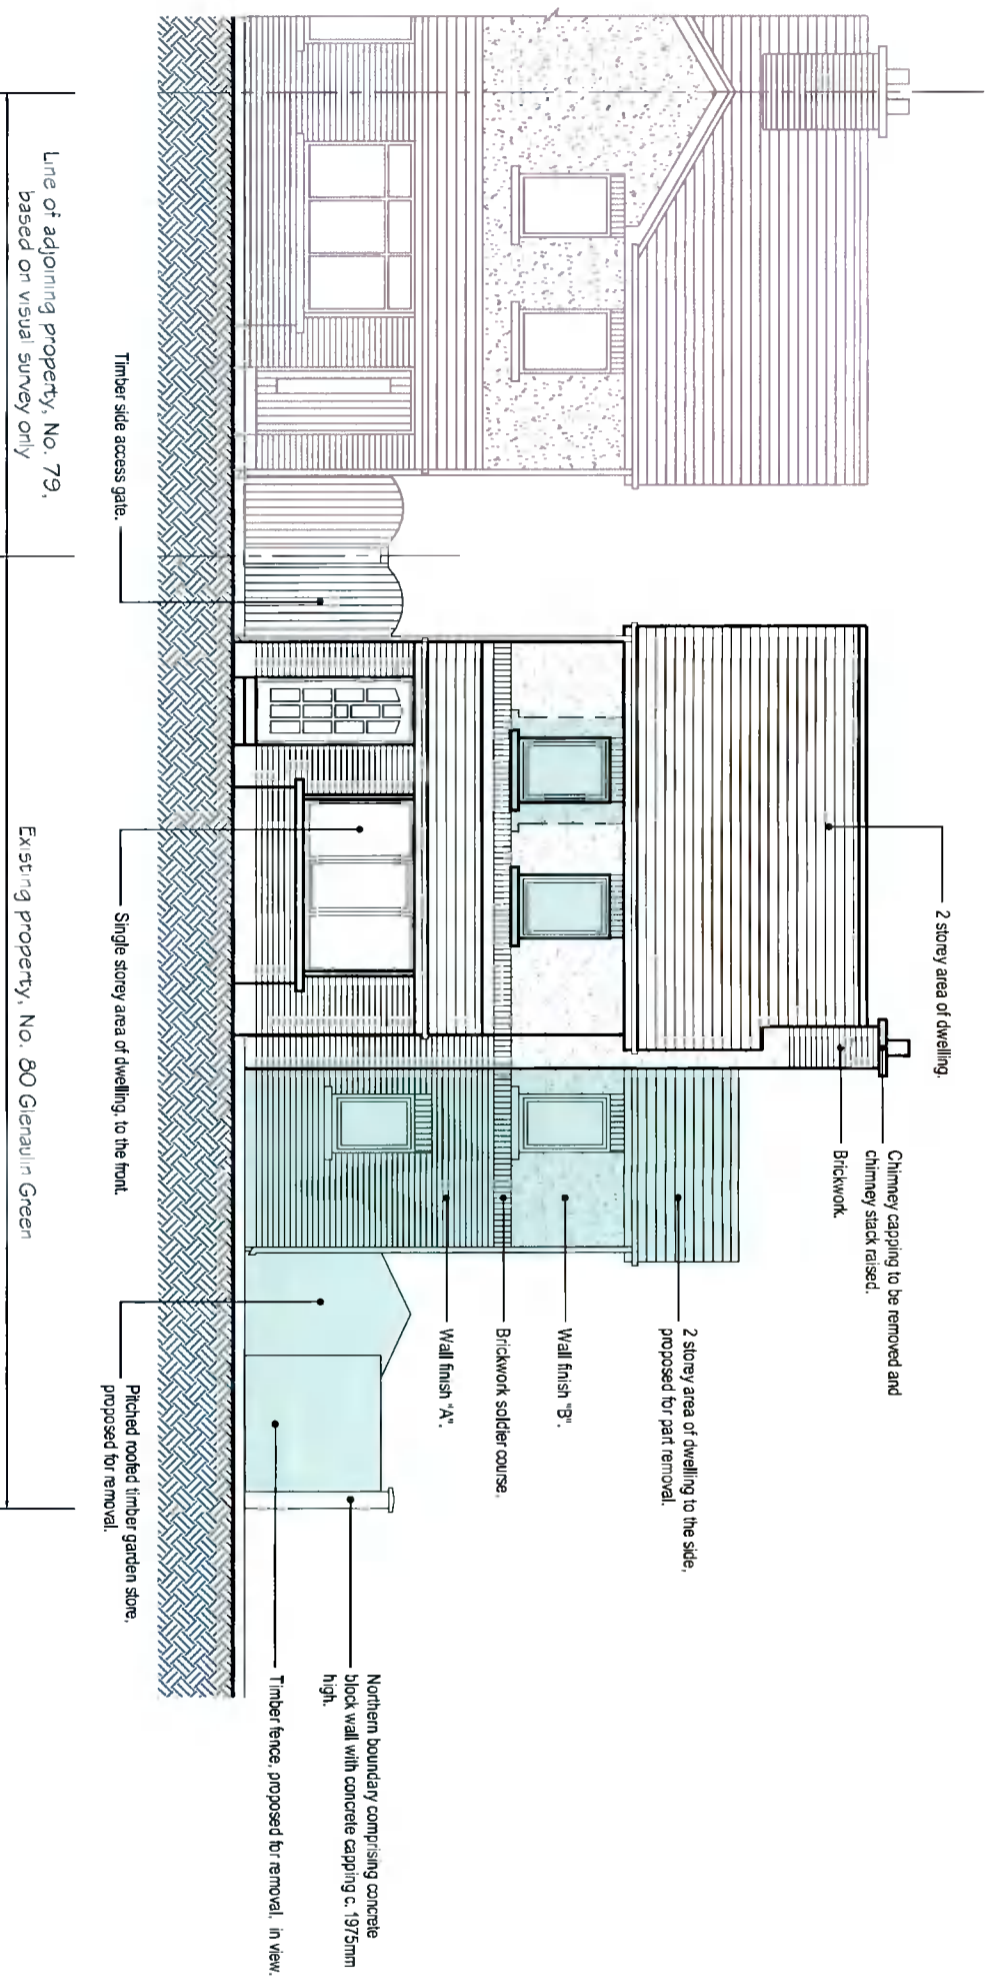 2 storey area of dwelling.
Chimney capping to be removed and
chimney stack raised.
Brickwork.
2 storey area of dwelling to the side,
proposed for part removal.
Wall finish "B".
Brickwork soldier course.
Wall finish "A".
Northern boundary comprising concrete
block wall with concrete capping c. 1975mm
high.
Timber fence, proposed for removal, in view.
Timber side access gate.
Single storey area of dwelling, to the front.
Pitched roofed timber garden store,
proposed for removal.
Line of adjoining property, No. 79,
based on visual survey only
Existing property, No. 80 Glenaulin Green